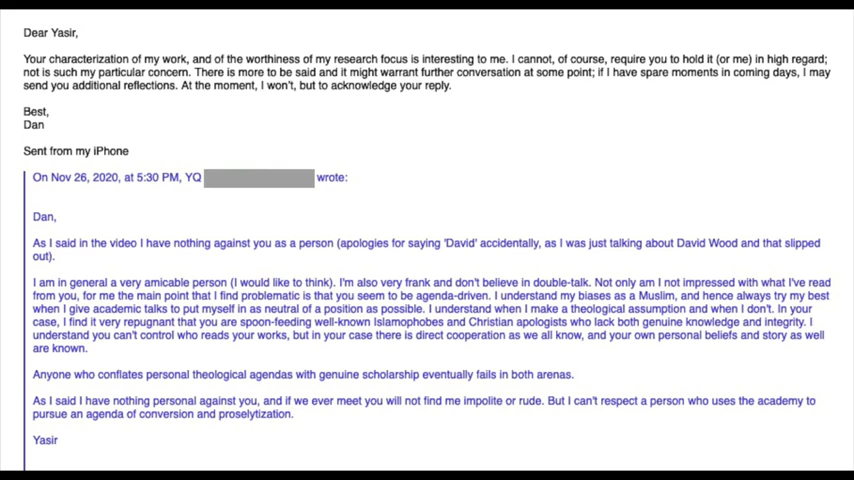 Dear Yasir,
Your characterization of my work, and of the worthiness of my research focus is interesting to me. I cannot, of course, require you to hold it (or me) in high regard;
not is such my particular concern. There is more to be said and it might warrant further conversation at some point; if I have spare moments in coming days, I may
send you additional reflections. At the moment, I won't, but to acknowledge your reply.
Best,
Dan
Sent from my iPhone
On Nov 26, 2020, at 5:30 PM, YQ wrote:
Dan,
As I said in the video I have nothing against you as a person (apologies for saying 'David' accidentally, as I was just talking about David Wood and that slipped
out).
I am in general a very amicable person (I would like to think). I'm also very frank and don't believe in double-talk. Not only am I not impressed with what I've read
from you, for me the main point that I find problematic is that you seem to be agenda-driven. I understand my biases as a Muslim, and hence always try my best
when I give academic talks to put myself in as neutral of a position as possible. I understand when I make a theological assumption and when I don't. In your
case, I find it very repugnant that you are spoon-feeding well-known Islamophobes and Christian apologists who lack both genuine knowledge and integrity. I
understand you can't control who reads your works, but in your case there is direct cooperation as we all know, and your own personal beliefs and story as well
are known.
Anyone who conflates personal theological agendas with genuine scholarship eventually fails in both arenas.
As I said I have nothing personal against you, and if we ever meet you will not find me impolite or rude. But I can't respect a person who uses the academy to
pursue an agenda of conversion and proselytization.
Yasir